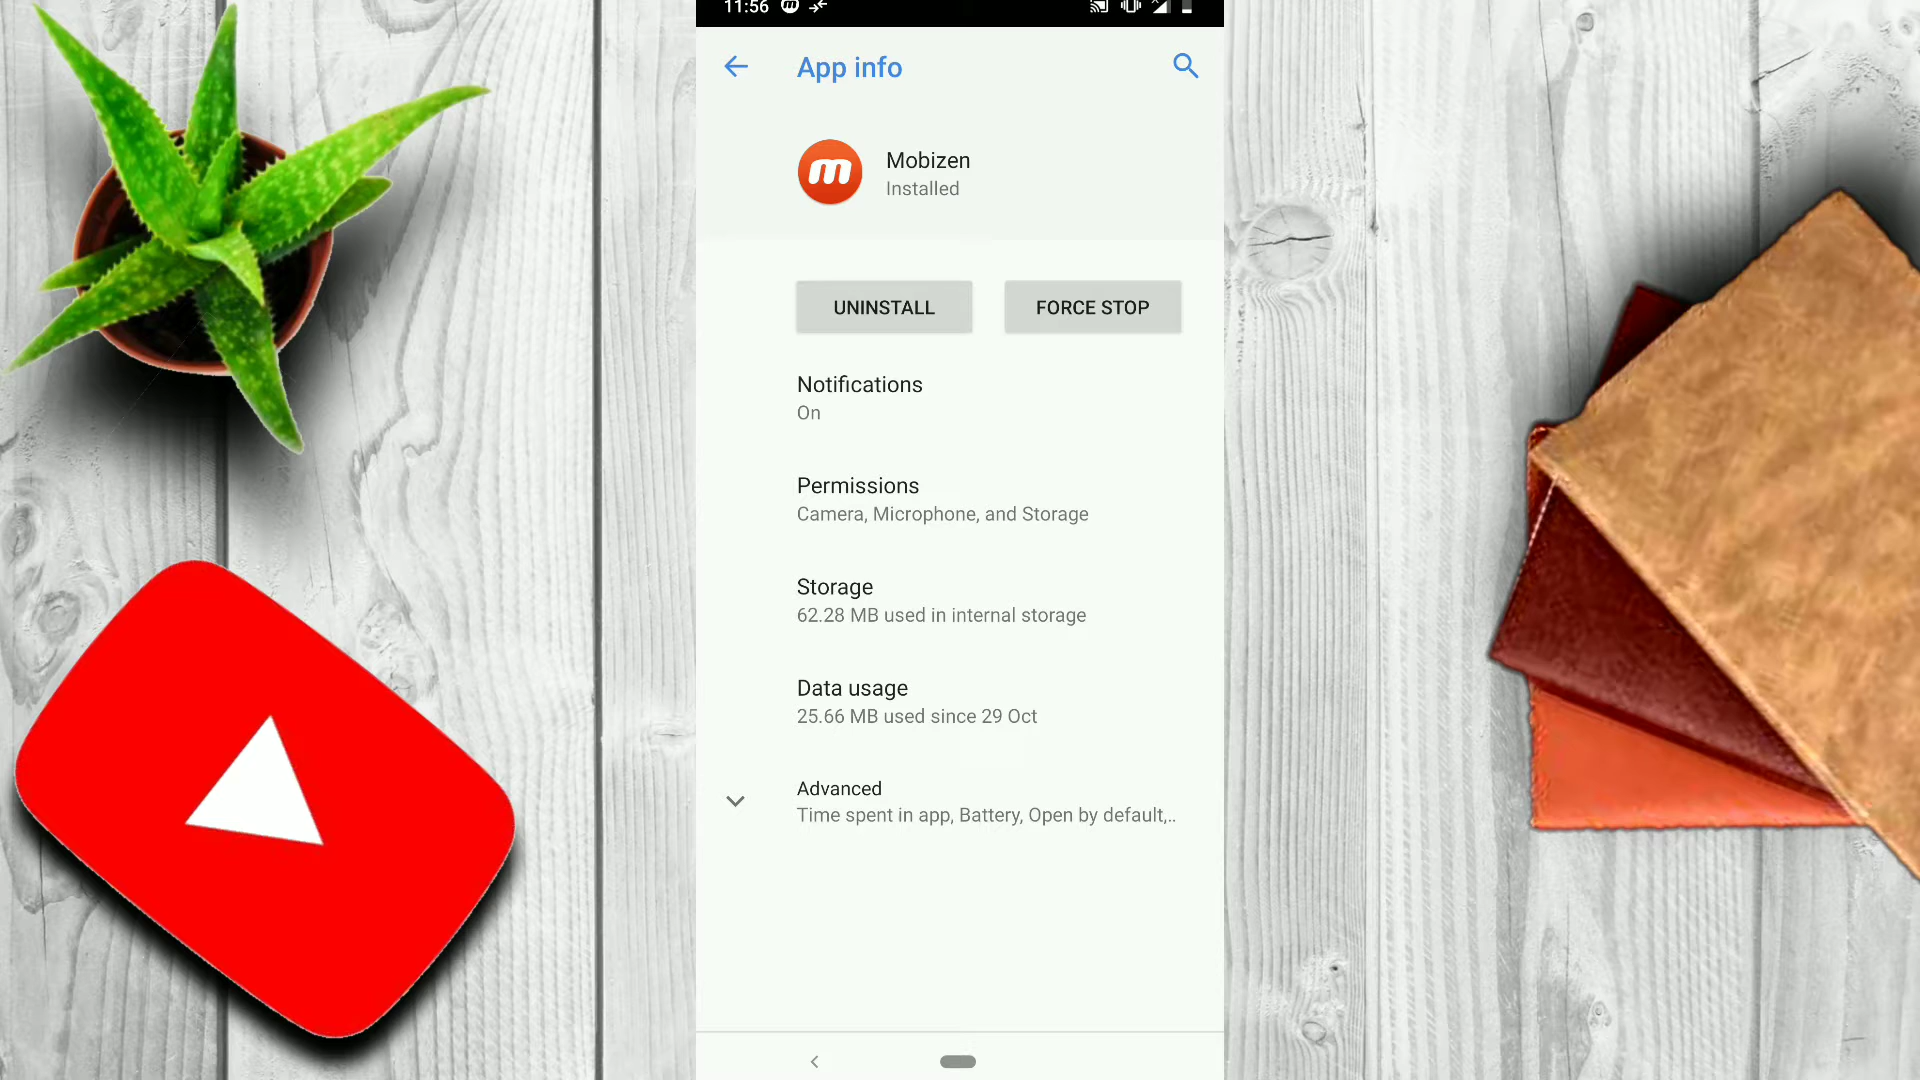 11:56
App info
m
Mobizen
Installed
UNINSTALL
FORCE STOP
Notifications
On
Permissions
Camera, Microphone, and Storage
Storage
62.28 MB used in internal storage
Data usage
25.66 MB used since 29 Oct
Advanced
Time spent in app, Battery, Open by default,..